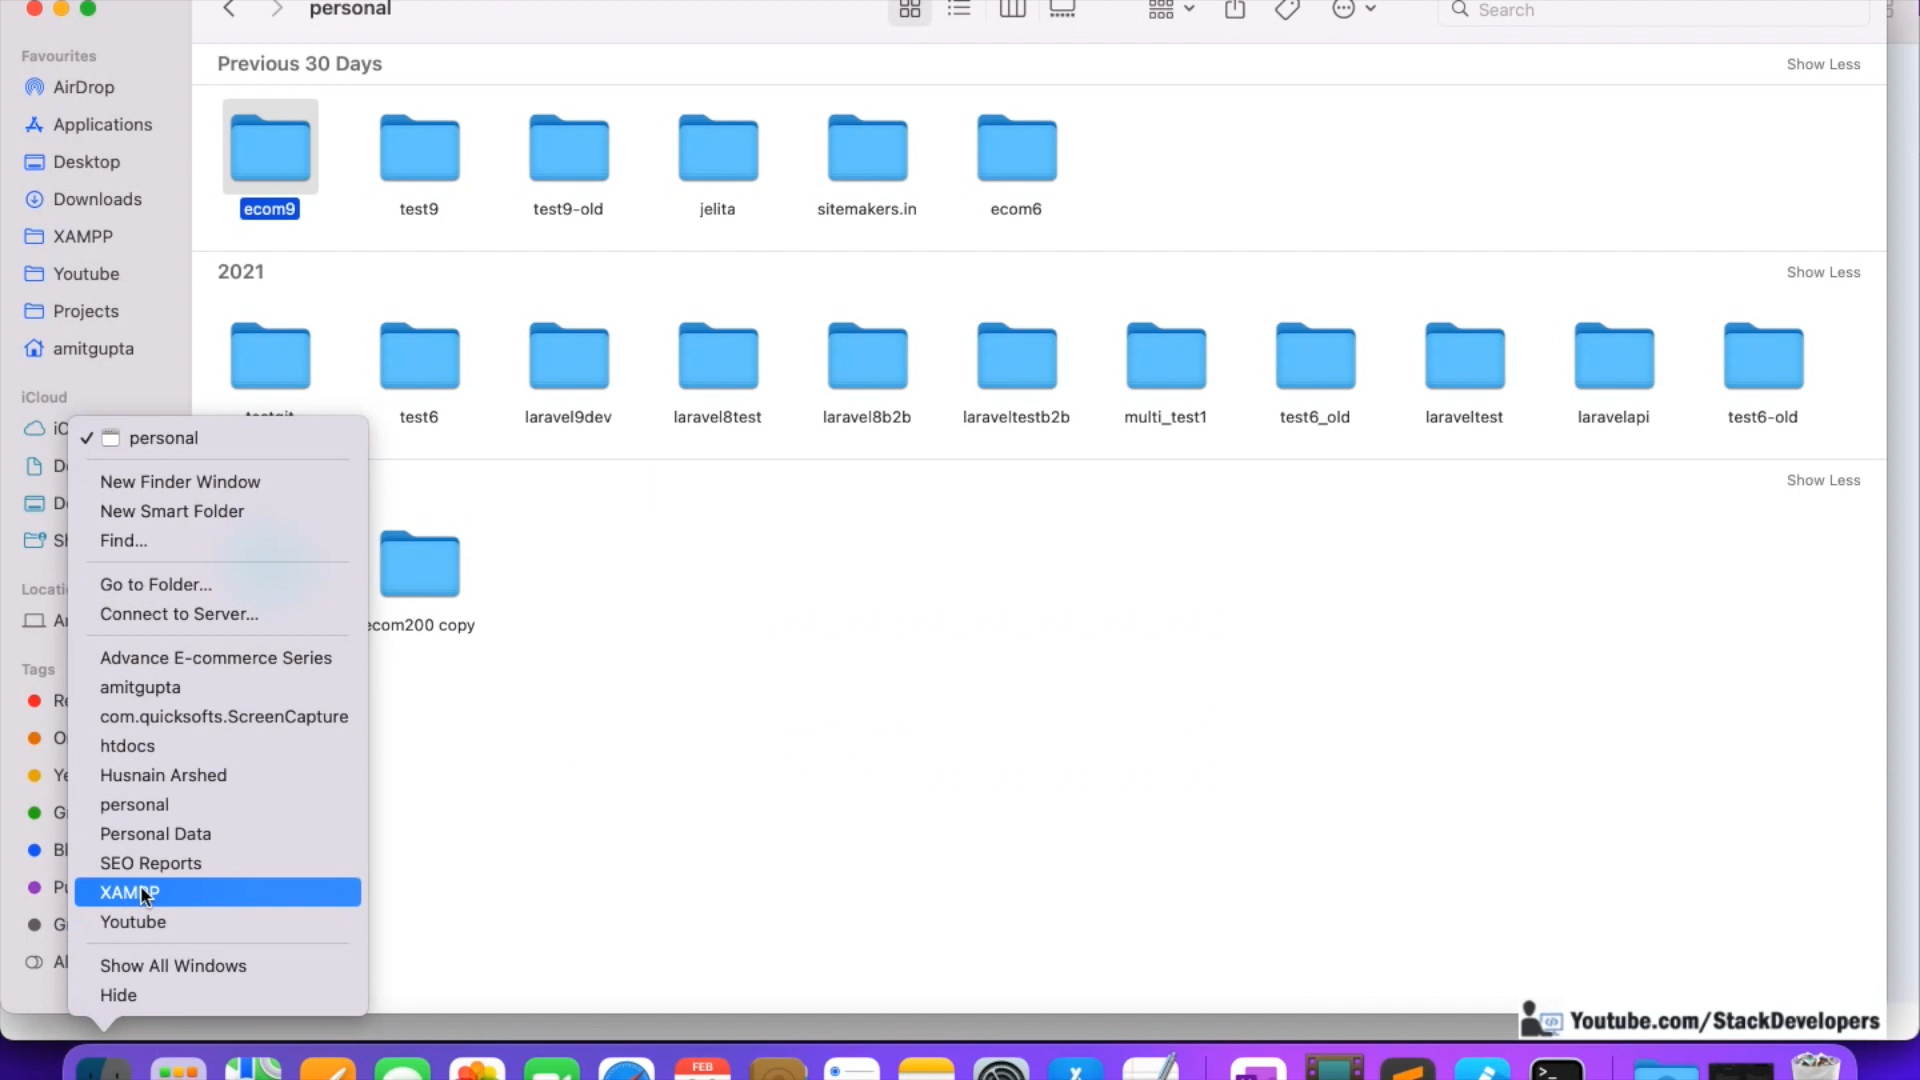 personal
Search
Favourites
AirDrop
Applications
Desktop
Downloads
XAMPP
Youtube
Projects
amitgupta
iCloud
Locati
Tags
Previous 30 Days
Show Less
ecom9
test9
test9-old
jelita
sitemakers.in
ecom6
2021
Show Less
testgit
test6
laravel9dev
laravel8test
laravel8b2b
laraveltestb2b
multi_test1
test6_old
laraveltest
laravelapi
test6-old
Show Less
ecom200 copy
personal
New Finder Window
New Smart Folder
Find...
Go to Folder...
Connect to Server...
Advance E-commerce Series
amitgupta
com.quicksofts.ScreenCapture
htdocs
Husnain Arshed
personal
Personal Data
SEO Reports
XAMPP
Youtube
Show All Windows
Hide
Youtube.com/StackDevelopers
FEB